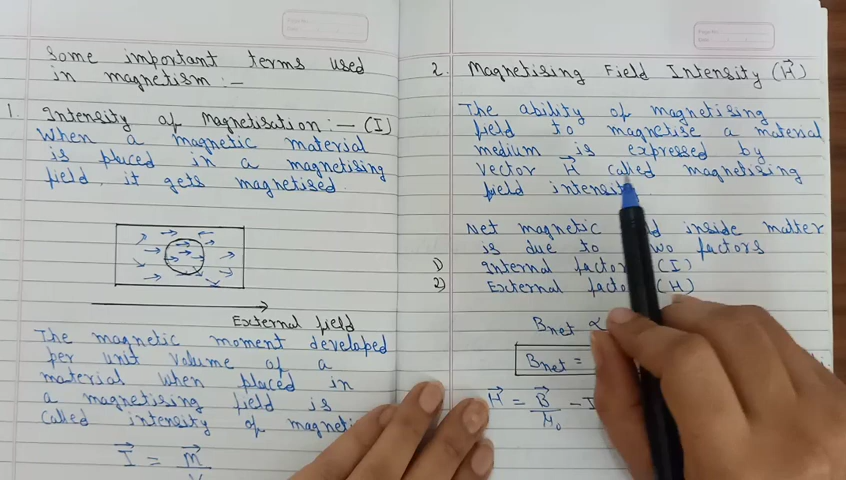 Some important terms used
in magnetism :-
1. Intensity of Magnetisation :- (I)
When a magnetic material
is placed in a magnetising
field, it gets magnetised.
External field
The magnetic moment developed
per unit volume of a
material when placed in
a magnetising field is
called intensity of
I = m
2. Magnetising Field Intensity (H)
The ability of magnetising
field to magnetise a material
medium is expressed by
vector H called magnetising
field
Net magnetic inside matter
is due to factors
1) Internal factor (I)
2) External factor (H)
Bnet ∝
Bnet =
H = B/μ₀ - I